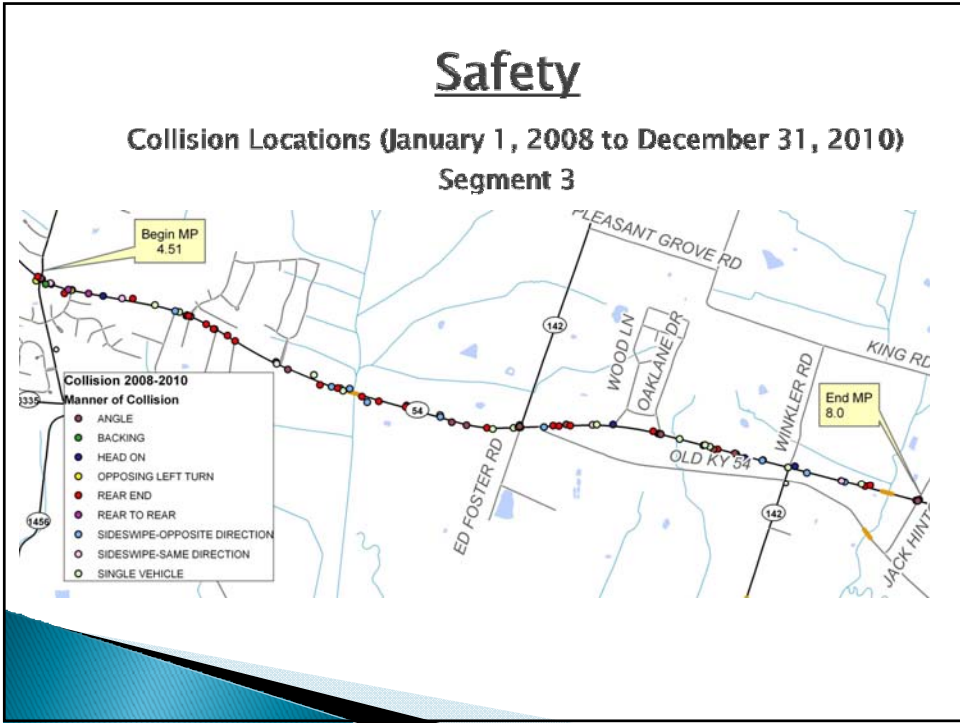 Safety
Collision Locations (January 1, 2008 to December 31, 2010)
Segment 3
Begin MP
4.51
PLEASANT GROVE RD
142
WOOD LN
OAKLANE DR
KING RD
WINKLER RD
End MP
8.0
54
ED FOSTER RD
OLD KY 54
142
JACK HINT
3335
1456
Collision 2008-2010
Manner of Collision
ANGLE
BACKING
HEAD ON
OPPOSING LEFT TURN
REAR END
REAR TO REAR
SIDESWIPE-OPPOSITE DIRECTION
SIDESWIPE-SAME DIRECTION
SINGLE VEHICLE